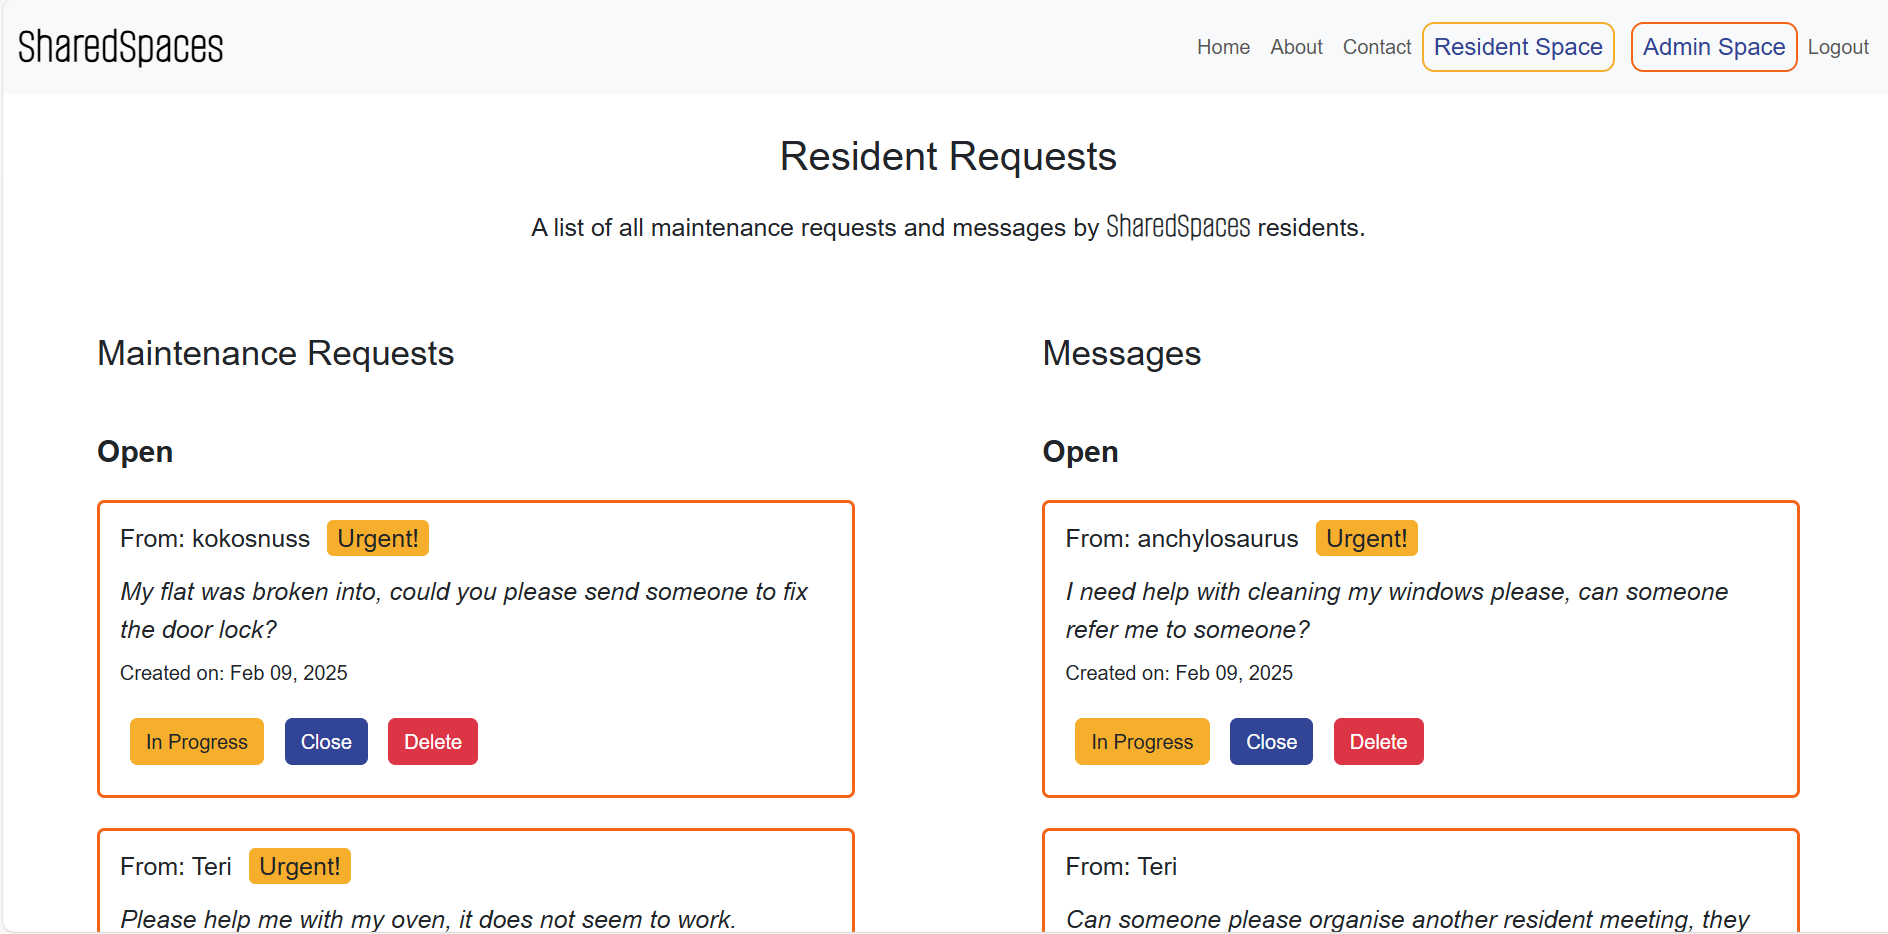 SharedSpaces
Home About Contact Resident Space Admin Space Logout
Resident Requests
A list of all maintenance requests and messages by SharedSpaces residents.
Maintenance Requests
Open
From: kokosnuss Urgent!
My flat was broken into, could you please send someone to fix
the door lock?
Created on: Feb 09, 2025
In Progress Close Delete
From: Teri Urgent!
Please help me with my oven, it does not seem to work.
Messages
Open
From: anchylosaurus Urgent!
I need help with cleaning my windows please, can someone
refer me to someone?
Created on: Feb 09, 2025
In Progress Close Delete
From: Teri
Can someone please organise another resident meeting, they